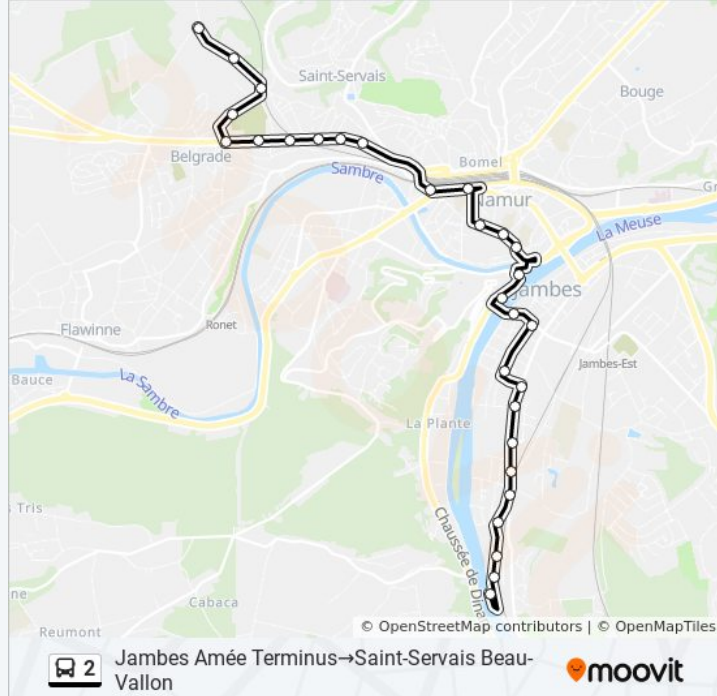 Saint-Servais
Bouge
Belgrade
Bomel
Sambre
Namur
La Meuse
Jambes
Flawinne
Ronet
Jambes-Est
Bauce
La Sambre
La Plante
Tris
Chaussée de Dina
Cabaca
Reumont
© OpenStreetMap contributors | © OpenMapTiles
2
Jambes Amée Terminus→Saint-Servais Beau-
Vallon
moovit